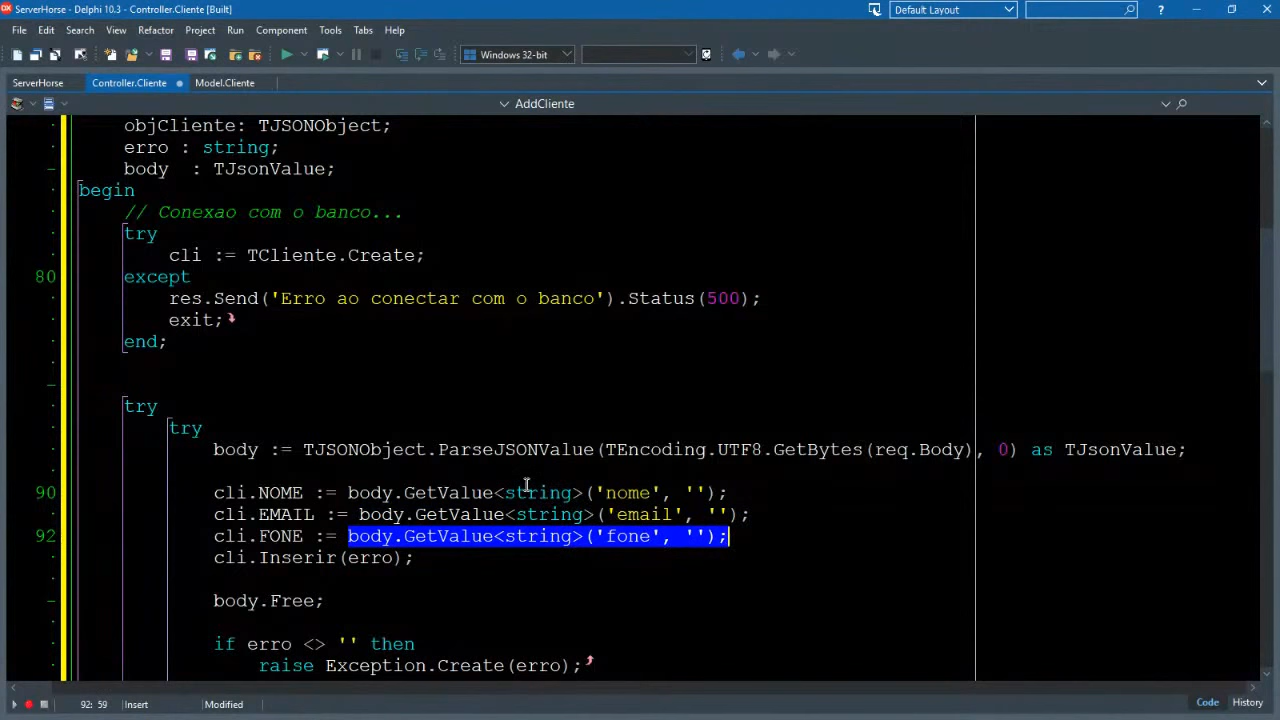 ServerHorse - Delphi 10.3 - Controller.Cliente [Built]
Default Layout
File Edit Search View Refactor Project Run Component Tools Tabs Help
Windows 32-bit
ServerHorse Controller.Cliente Model.Cliente
AddCliente
objCliente: TJSONObject;
erro : string;
body  : TJsonValue;
begin
// Conexao com o banco...
try
cli := TCliente.Create;
80 except
res.Send('Erro ao conectar com o banco').Status(500);
exit;
end;
try
try
body := TJSONObject.ParseJSONValue(TEncoding.UTF8.GetBytes(req.Body), 0) as TJsonValue;
90 cli.NOME := body.GetValue<string>('nome', '');
cli.EMAIL := body.GetValue<string>('email', '');
92 cli.FONE := body.GetValue<string>('fone', '');
cli.Inserir(erro);
body.Free;
if erro <> '' then
raise Exception.Create(erro);
92: 59 Insert Modified Code History